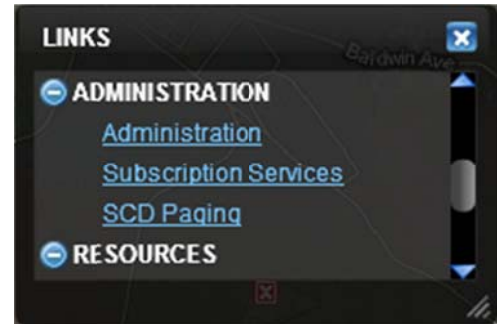 LINKS
Baldwin Ave
ADMINISTRATION
Administration
Subscription Services
SCD Paging
RESOURCES